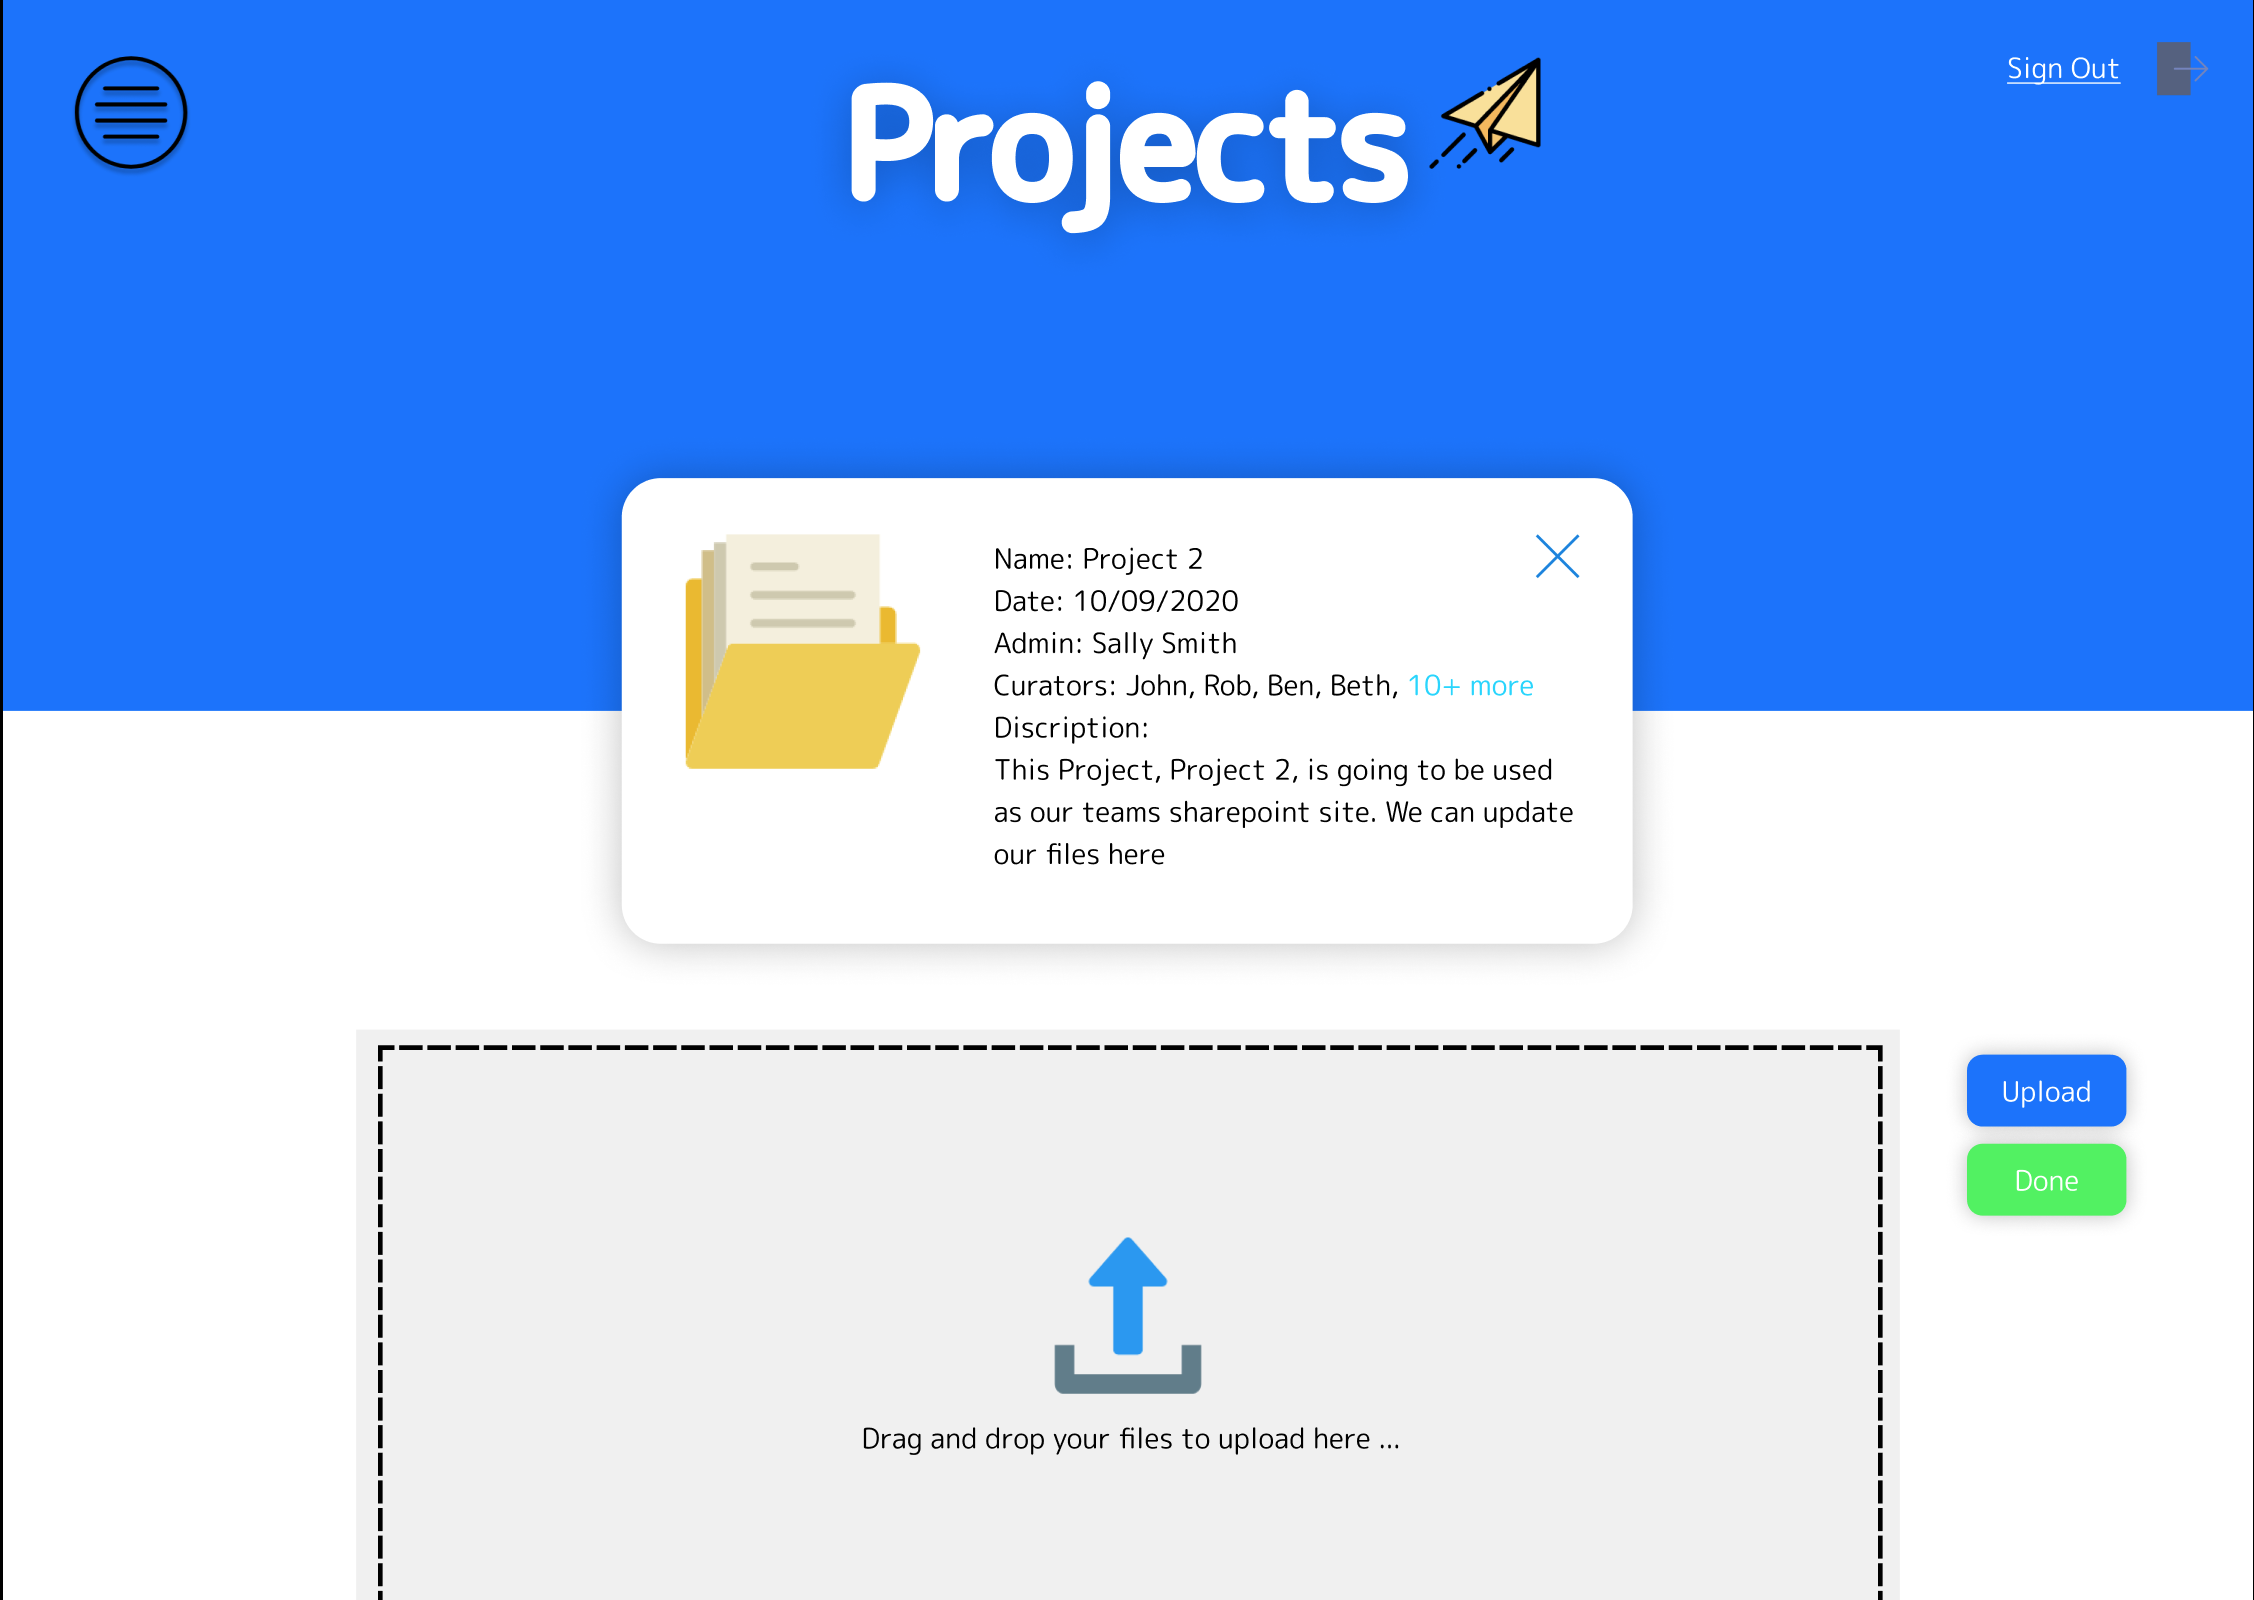 Sign Out
Projects
Name: Project 2
Date: 10/09/2020
Admin: Sally Smith
Curators: John, Rob, Ben, Beth, 10+ more
Discription:
This Project, Project 2, is going to be used
as our teams sharepoint site. We can update
our files here
Upload
Done
Drag and drop your files to upload here ...